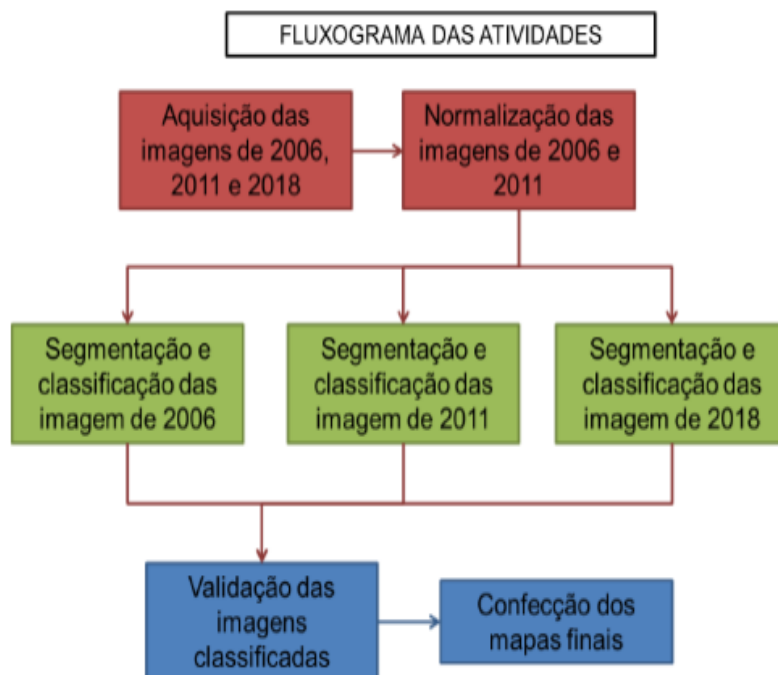 FLUXOGRAMA DAS ATIVIDADES
Aquisição das
imagens de 2006,
2011 e 2018
Normalização das
imagens de 2006 e
2011
Segmentação e
classificação das
imagem de 2006
Segmentação e
classificação das
imagem de 2011
Segmentação e
classificação das
imagem de 2018
Validação das
imagens
classificadas
Confecção dos
mapas finais